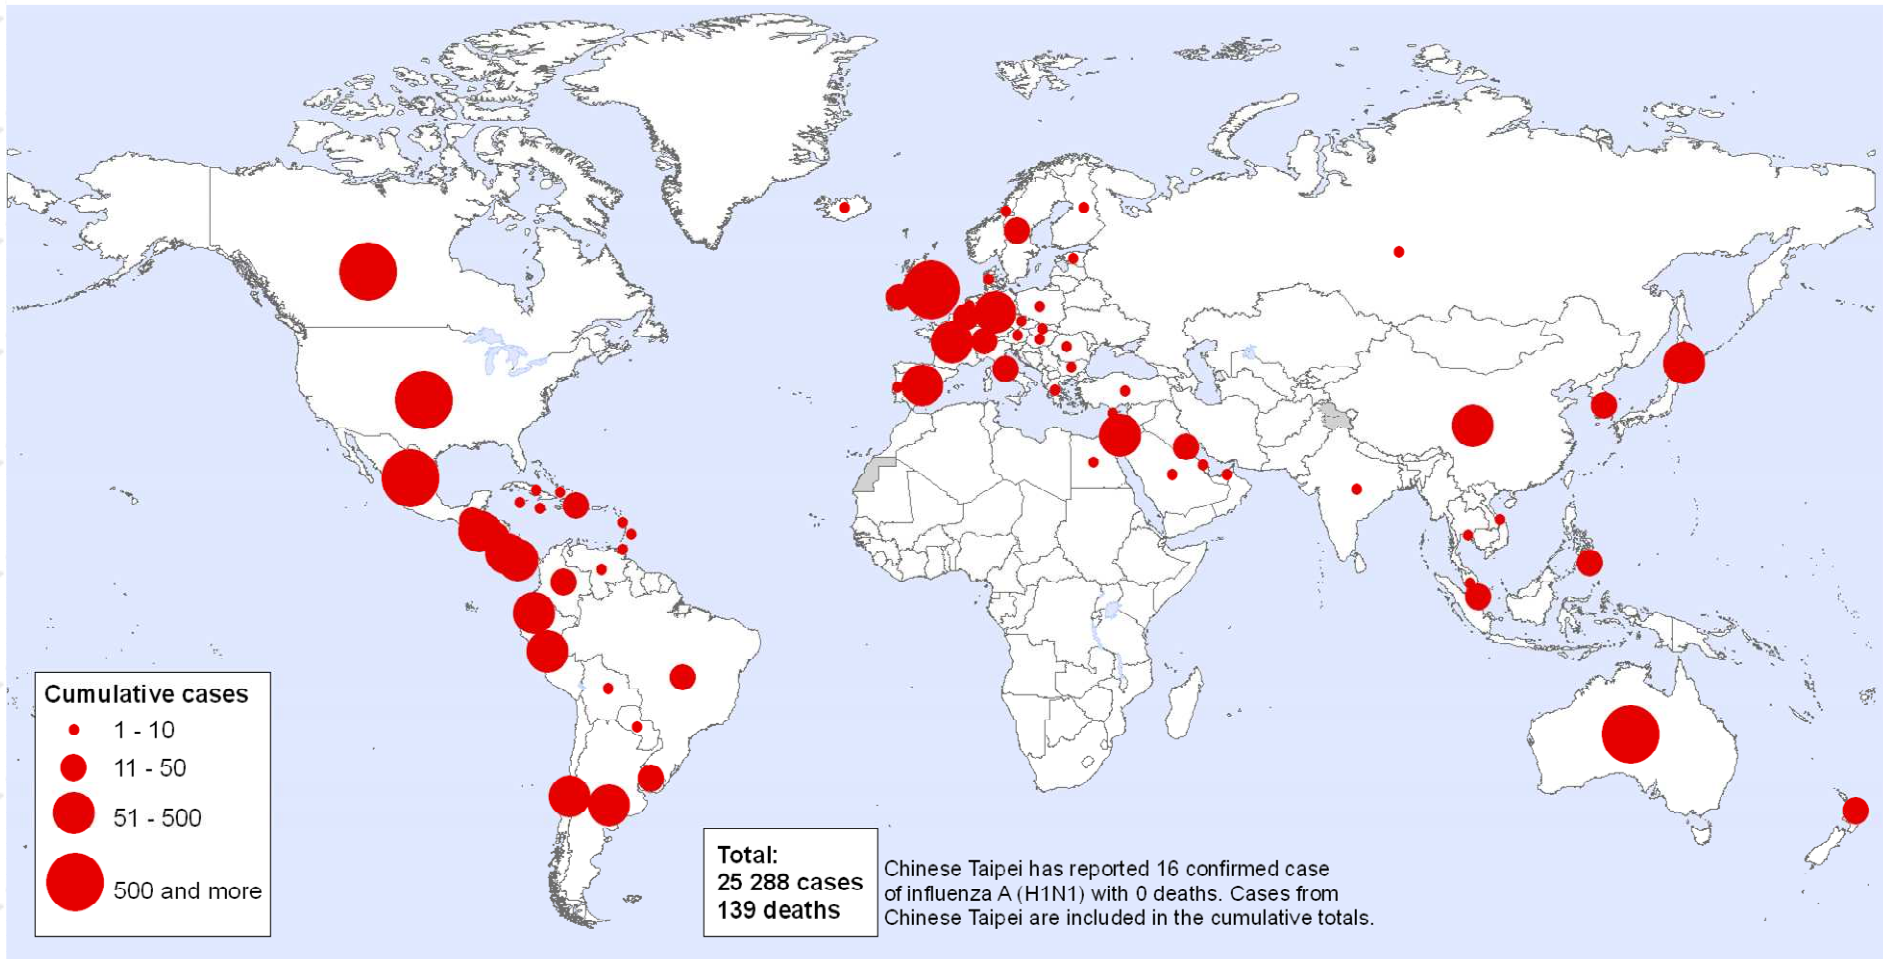 Cumulative cases
1 - 10
11 - 50
51 - 500
500 and more
Total:
25 288 cases
139 deaths
Chinese Taipei has reported 16 confirmed case
of influenza A (H1N1) with 0 deaths. Cases from
Chinese Taipei are included in the cumulative totals.